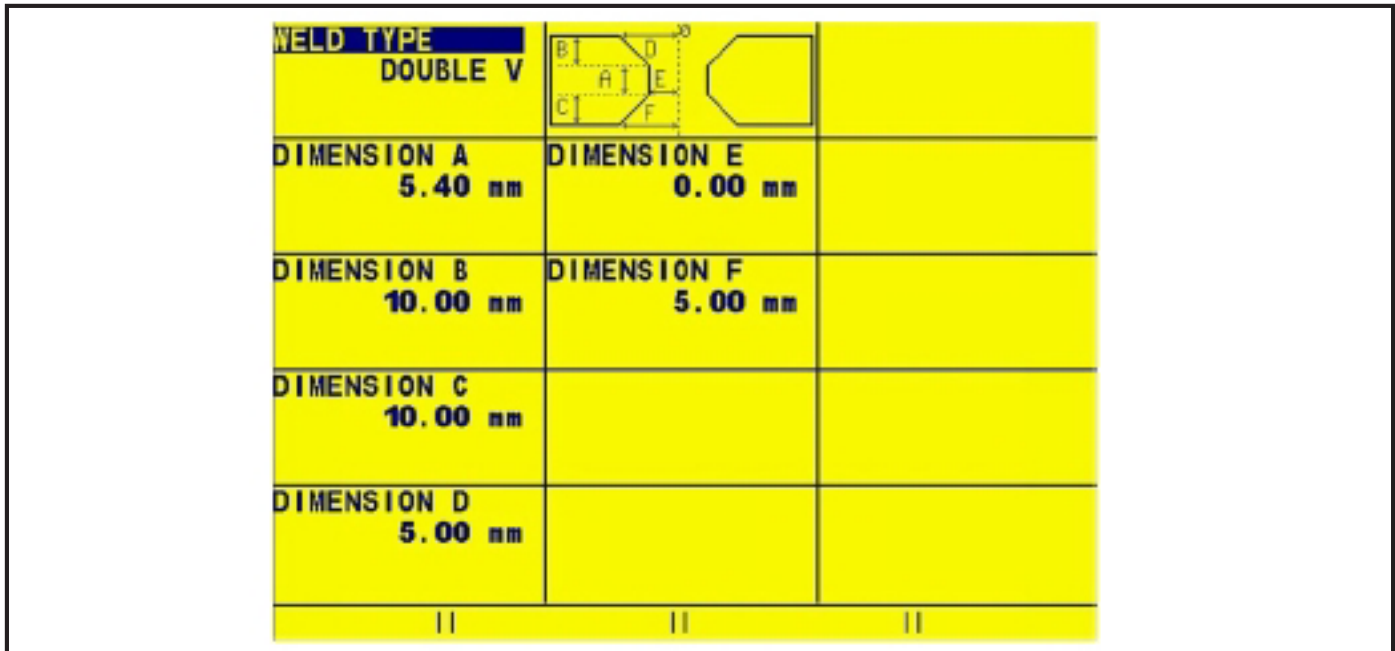 WELD TYPE
DOUBLE V
B
D
A
E
C
F
DIMENSION A
5.40 mm
DIMENSION E
0.00 mm
DIMENSION B
10.00 mm
DIMENSION F
5.00 mm
DIMENSION C
10.00 mm
DIMENSION D
5.00 mm